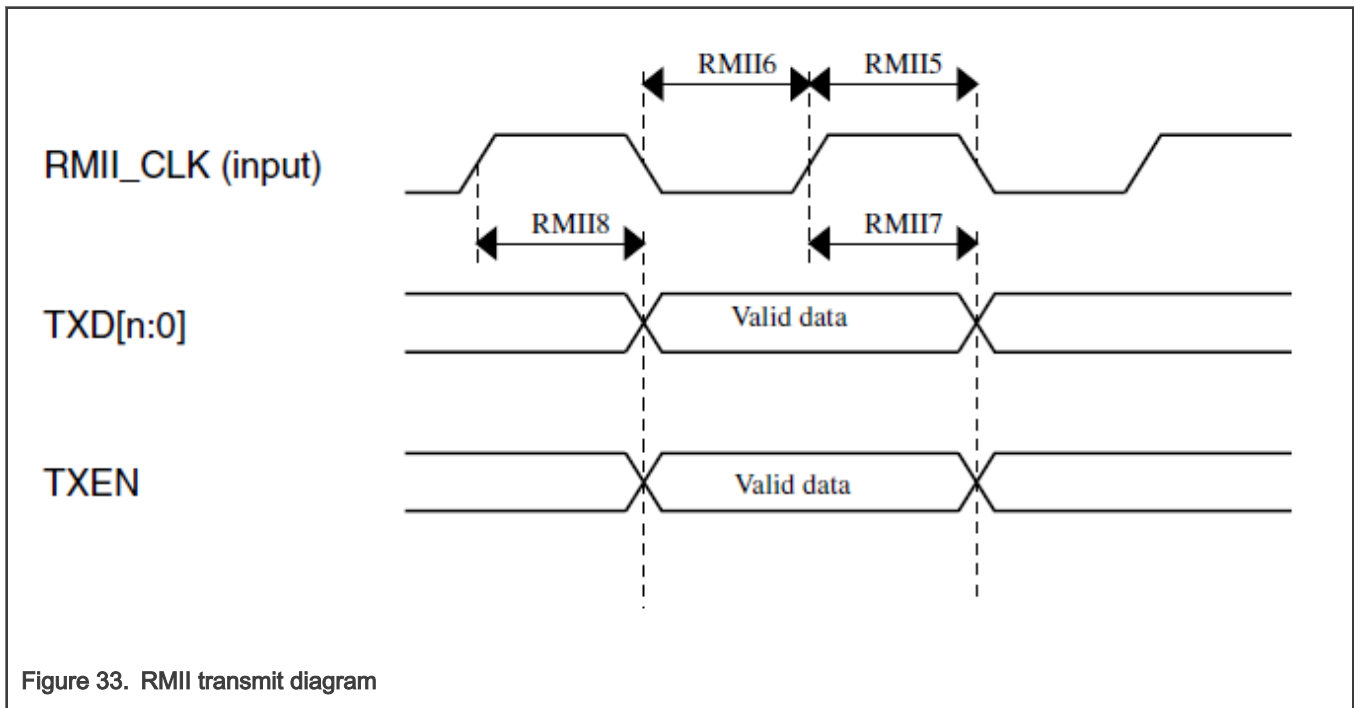 RMII6 RMII5
RMII_CLK (input)
RMII8 RMII7
TXD[n:0] Valid data
TXEN Valid data
Figure 33. RMII transmit diagram